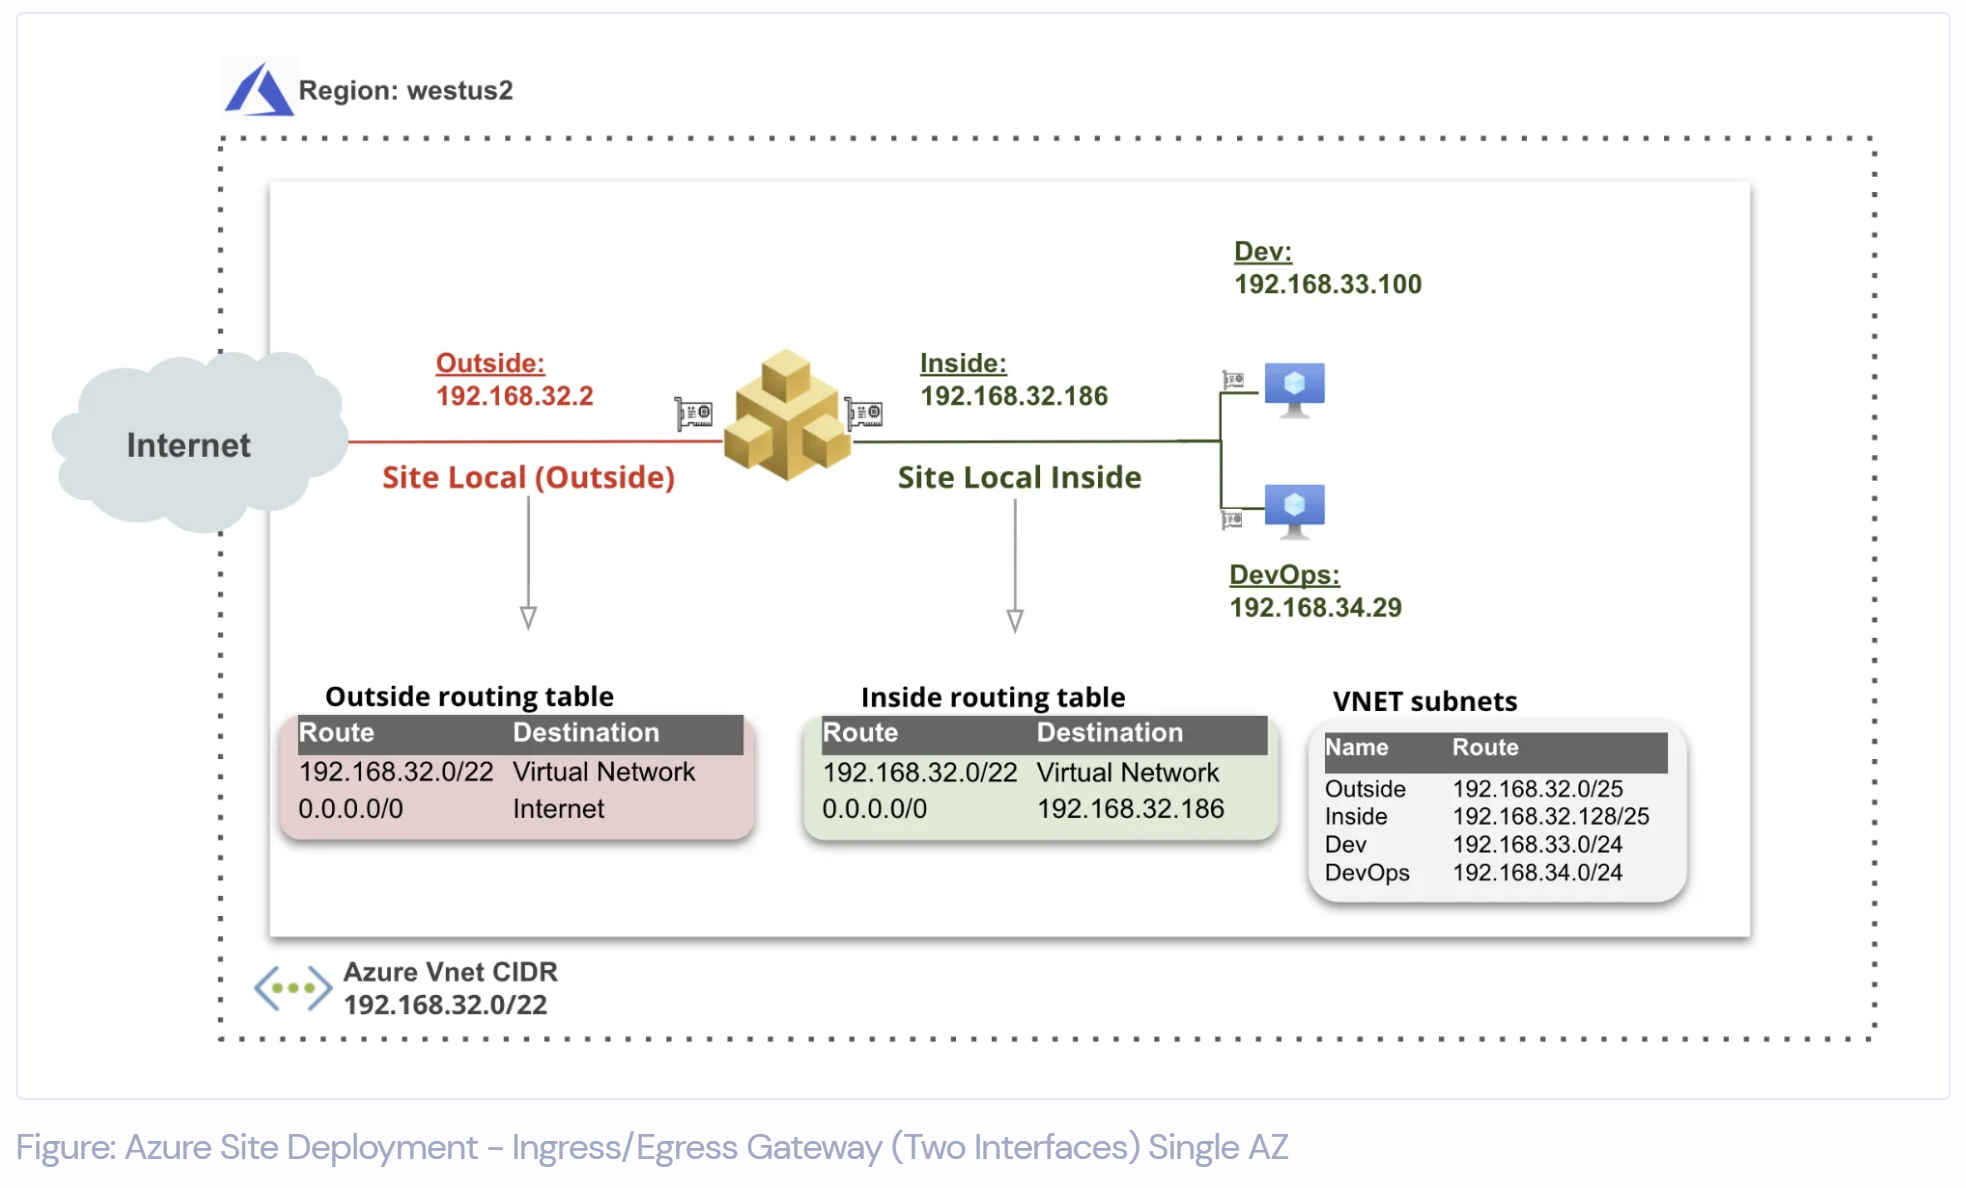 Region: westus2
Internet
Outside:
192.168.32.2
Site Local (Outside)
Inside:
192.168.32.186
Site Local Inside
Dev:
192.168.33.100
DevOps:
192.168.34.29
Outside routing table
Route Destination
192.168.32.0/22 Virtual Network
0.0.0.0/0 Internet
Inside routing table
Route Destination
192.168.32.0/22 Virtual Network
0.0.0.0/0 192.168.32.186
VNET subnets
Name Route
Outside 192.168.32.0/25
Inside 192.168.32.128/25
Dev 192.168.33.0/24
DevOps 192.168.34.0/24
Azure Vnet CIDR
192.168.32.0/22
Figure: Azure Site Deployment - Ingress/Egress Gateway (Two Interfaces) Single AZ